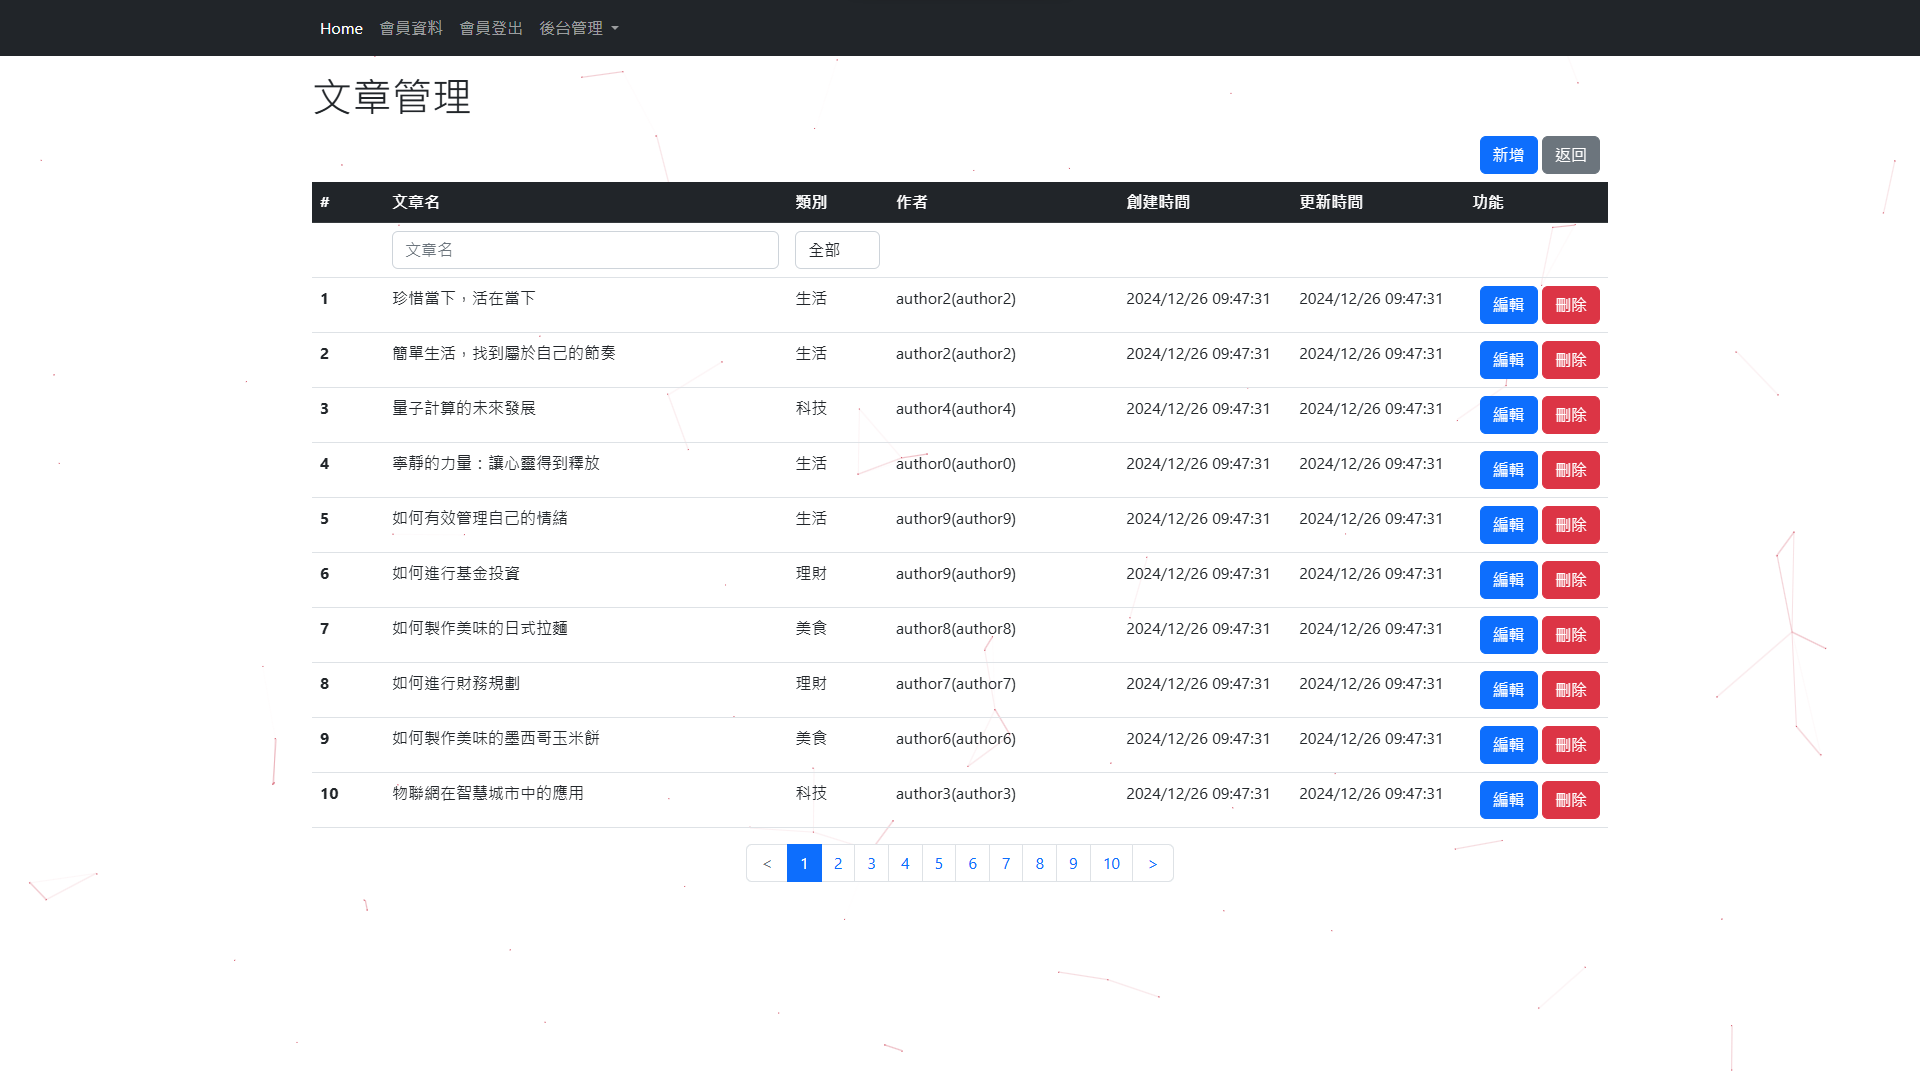 Home 會員資料 會員登出 後台管理
文章管理
新增 返回
# 文章名 類別 作者 創建時間 更新時間 功能
文章名 全部
1 珍惜當下，活在當下 生活 author2(author2) 2024/12/26 09:47:31 2024/12/26 09:47:31 編輯 刪除
2 簡單生活，找到屬於自己的節奏 生活 author2(author2) 2024/12/26 09:47:31 2024/12/26 09:47:31 編輯 刪除
3 量子計算的未來發展 科技 author4(author4) 2024/12/26 09:47:31 2024/12/26 09:47:31 編輯 刪除
4 寧靜的力量：讓心靈得到釋放 生活 author0(author0) 2024/12/26 09:47:31 2024/12/26 09:47:31 編輯 刪除
5 如何有效管理自己的情緒 生活 author9(author9) 2024/12/26 09:47:31 2024/12/26 09:47:31 編輯 刪除
6 如何進行基金投資 理財 author9(author9) 2024/12/26 09:47:31 2024/12/26 09:47:31 編輯 刪除
7 如何製作美味的日式拉麵 美食 author8(author8) 2024/12/26 09:47:31 2024/12/26 09:47:31 編輯 刪除
8 如何進行財務規劃 理財 author7(author7) 2024/12/26 09:47:31 2024/12/26 09:47:31 編輯 刪除
9 如何製作美味的墨西哥玉米餅 美食 author6(author6) 2024/12/26 09:47:31 2024/12/26 09:47:31 編輯 刪除
10 物聯網在智慧城市中的應用 科技 author3(author3) 2024/12/26 09:47:31 2024/12/26 09:47:31 編輯 刪除
< 1 2 3 4 5 6 7 8 9 10 >